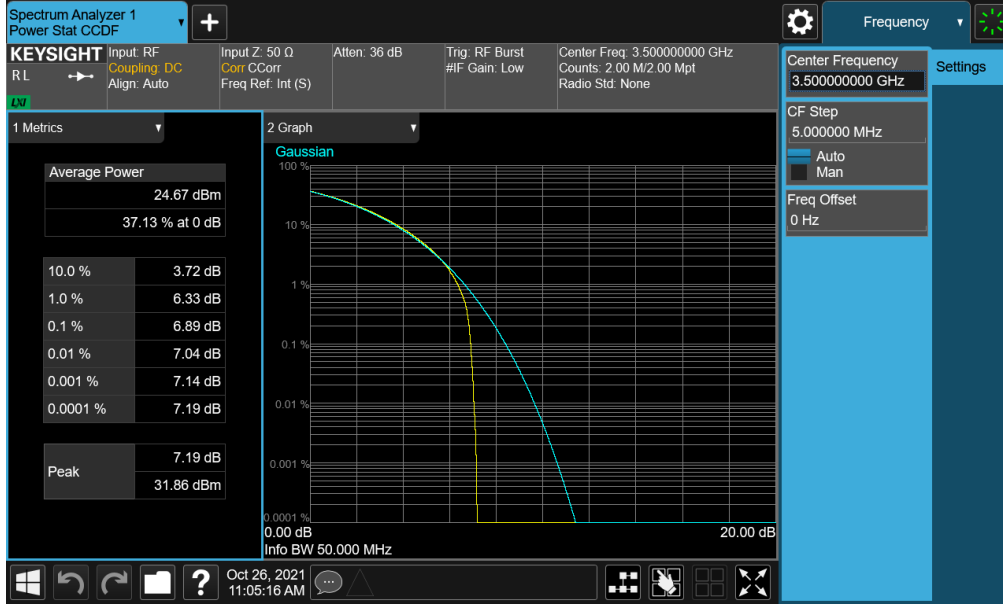 Spectrum Analyzer 1
Power Stat CCDF
Frequency
KEYSIGHT
RL
LXI
Input: RF
Coupling: DC
Align: Auto
Input Z: 50 Ω
Corr CCorr
Freq Ref: Int (S)
Atten: 36 dB
Trig: RF Burst
#IF Gain: Low
Center Freq: 3.500000000 GHz
Counts: 2.00 M/2.00 Mpt
Radio Std: None
Center Frequency
3.500000000 GHz
Settings
CF Step
5.000000 MHz
Auto
Man
Freq Offset
0 Hz
1 Metrics
Average Power
24.67 dBm
37.13 % at 0 dB
10.0 % 3.72 dB
1.0 % 6.33 dB
0.1 % 6.89 dB
0.01 % 7.04 dB
0.001 % 7.14 dB
0.0001 % 7.19 dB
Peak
7.19 dB
31.86 dBm
2 Graph
Gaussian
100 %
10 %
1 %
0.1 %
0.01 %
0.001 %
0.0001 %
0.00 dB 20.00 dB
Info BW 50.000 MHz
?
Oct 26, 2021
11:05:16 AM